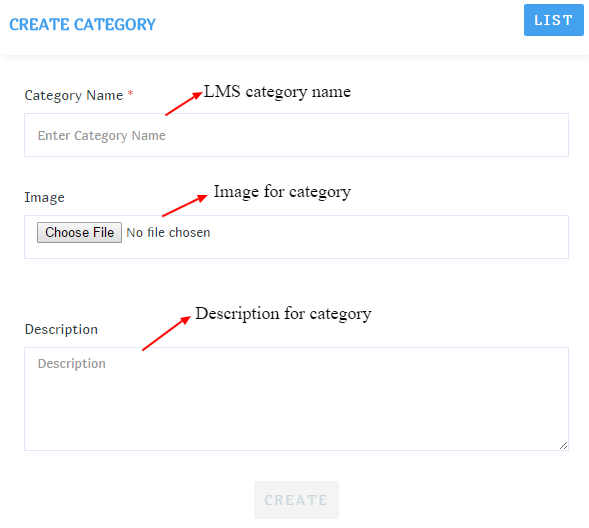 CREATE CATEGORY
LIST
Category Name *
LMS category name
Enter Category Name
Image
Image for category
Choose File No file chosen
Description
Description for category
Description
CREATE